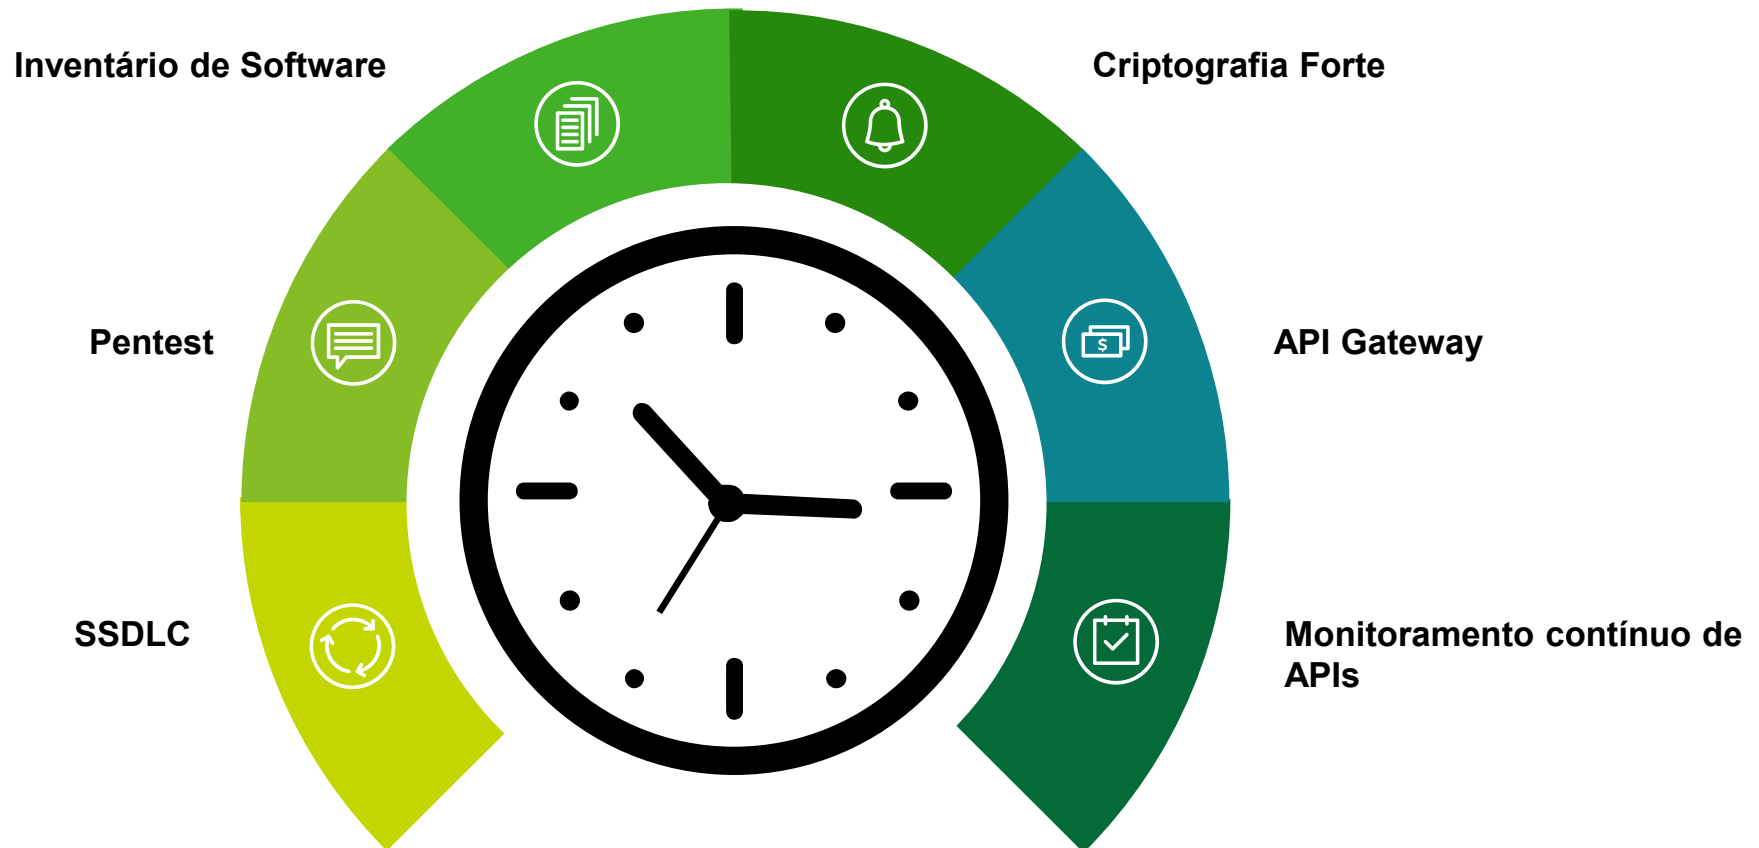 Inventário de Software
Criptografia Forte
Pentest
$
API Gateway
SSDLC
Monitoramento contínuo de
APIs